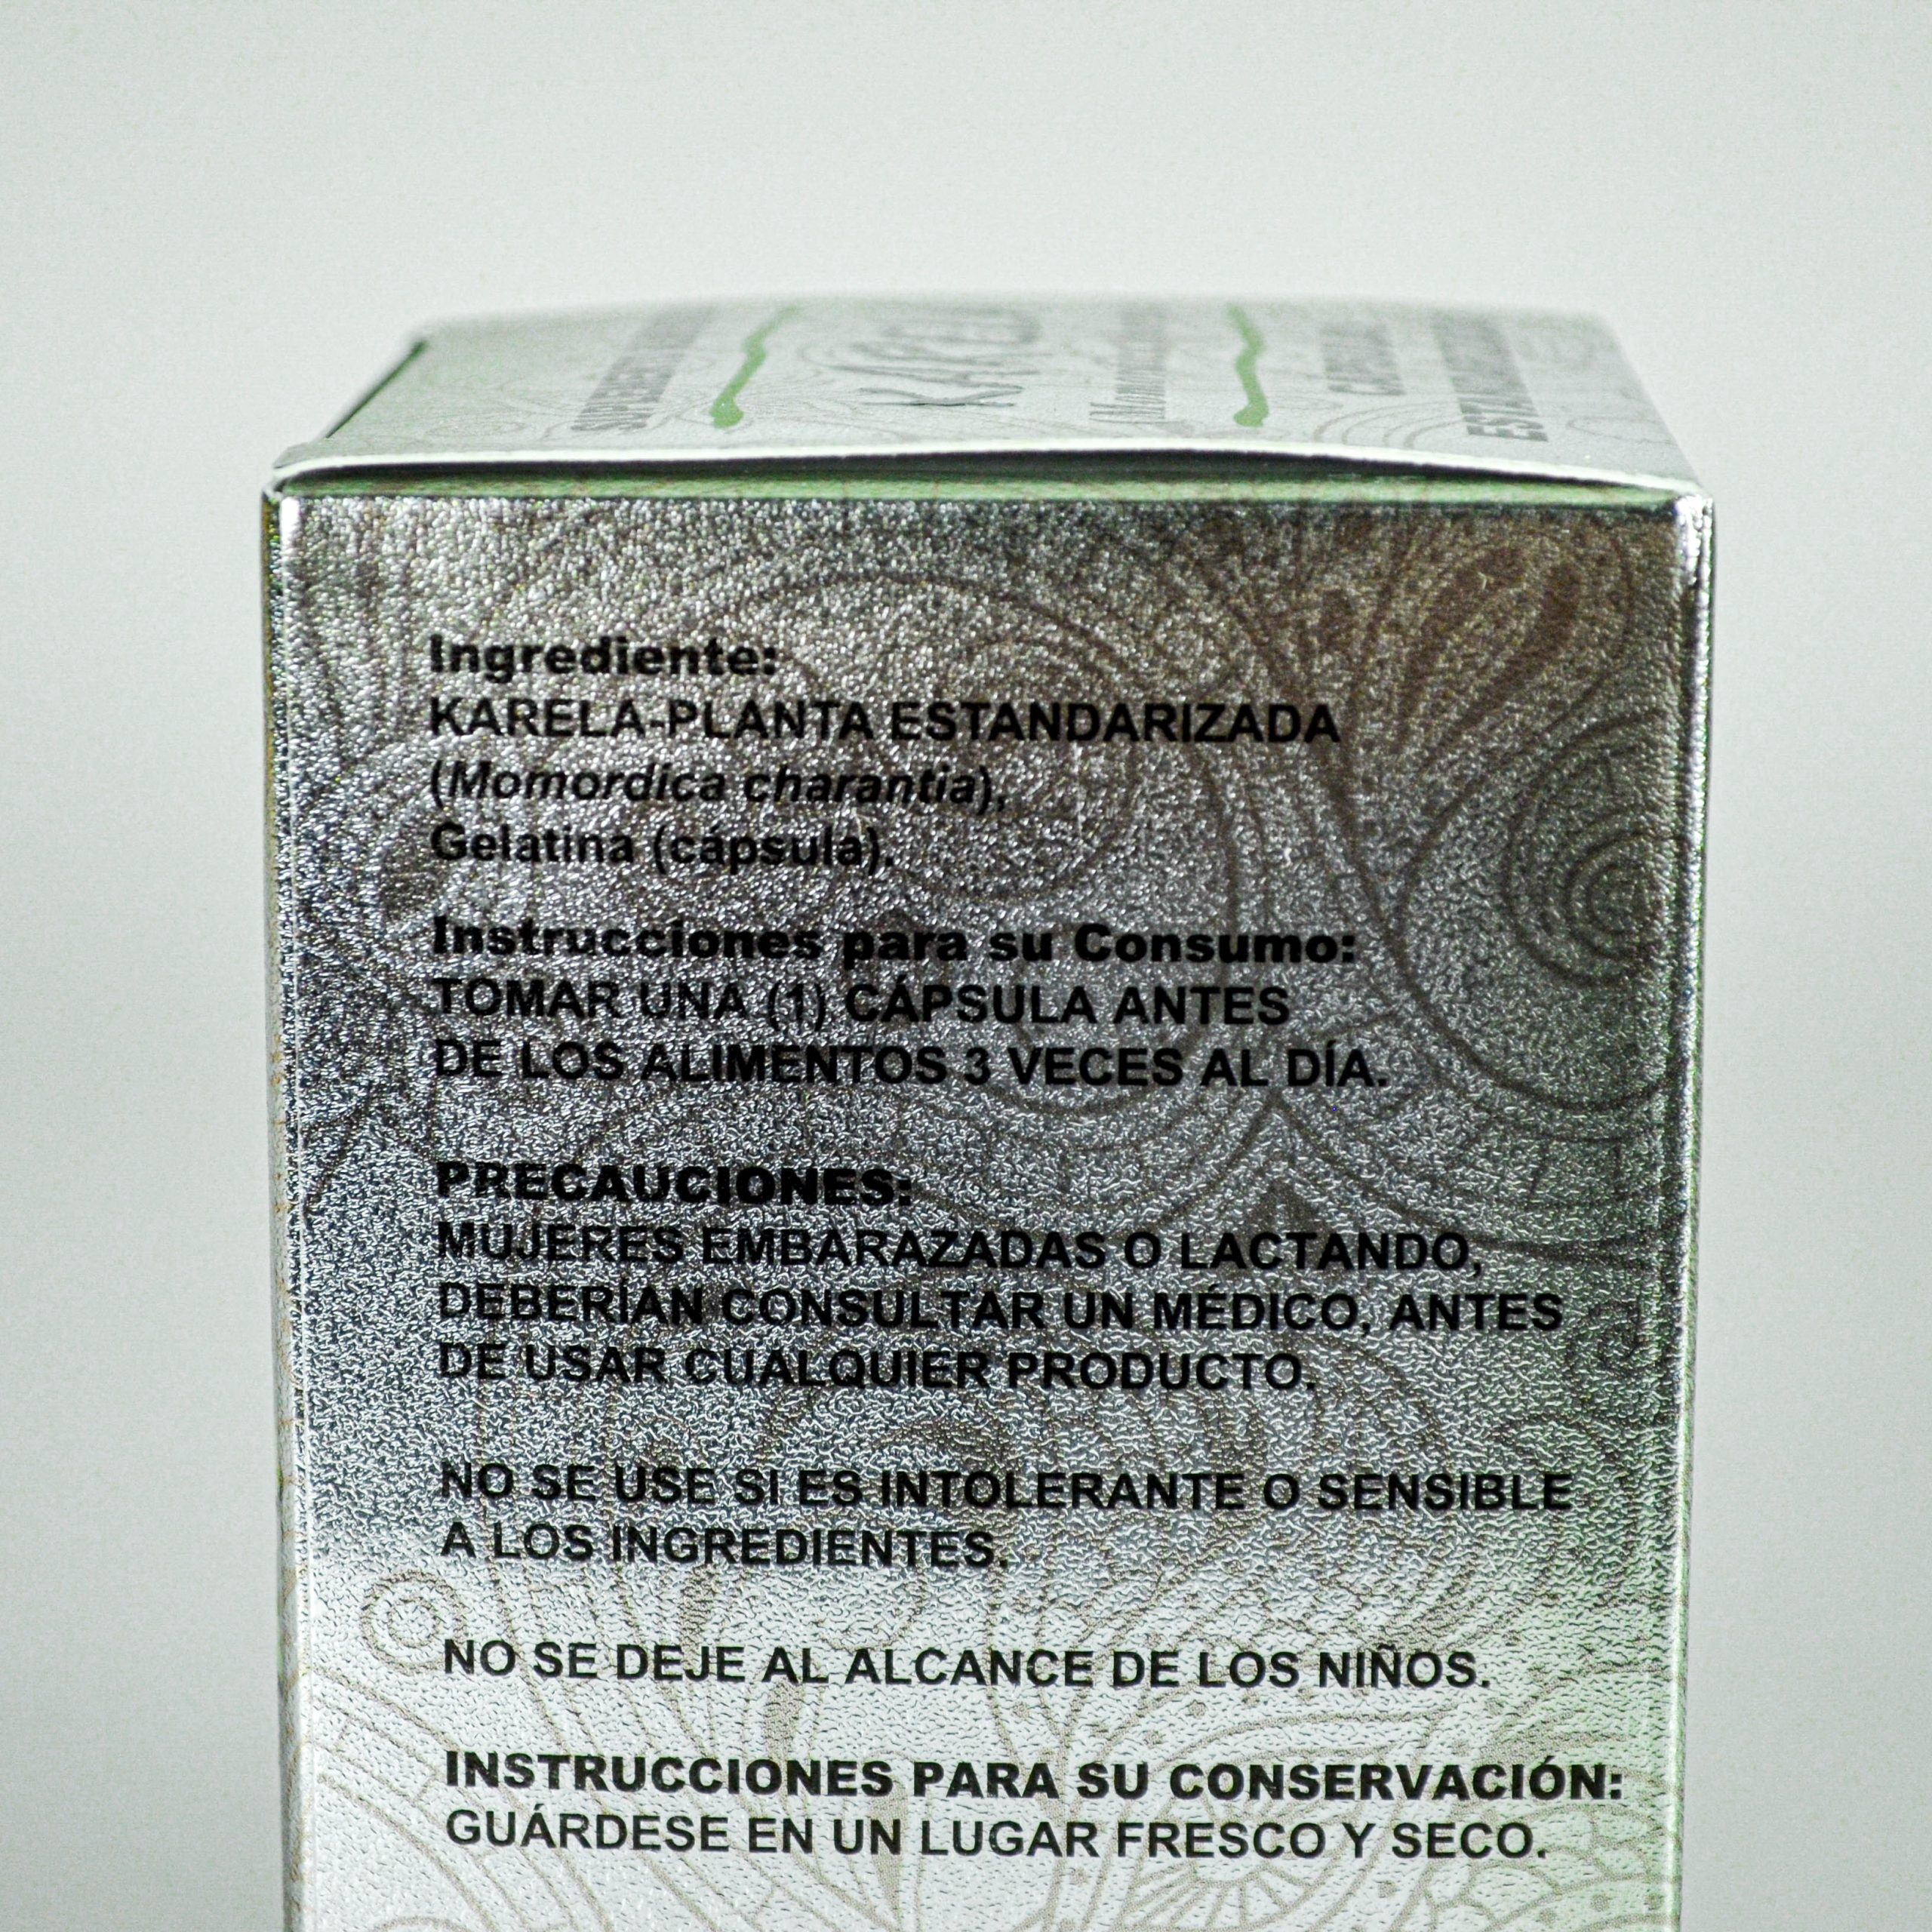 Ingrediente:
KARELA-PLANTA ESTANDARIZADA
(Momordica charantia),
Gelatina (cápsula).
Instrucciones para su Consumo:
TOMAR UNA (1) CÁPSULA ANTES
DE LOS ALIMENTOS 3 VECES AL DÍA.
PRECAUCIONES:
MUJERES EMBARAZADAS O LACTANDO,
DEBERÍAN CONSULTAR UN MÉDICO, ANTES
DE USAR CUALQUIER PRODUCTO.
NO SE USE SI ES INTOLERANTE O SENSIBLE
A LOS INGREDIENTES.
NO SE DEJE AL ALCANCE DE LOS NIÑOS.
INSTRUCCIONES PARA SU CONSERVACIÓN:
GUÁRDESE EN UN LUGAR FRESCO Y SECO.